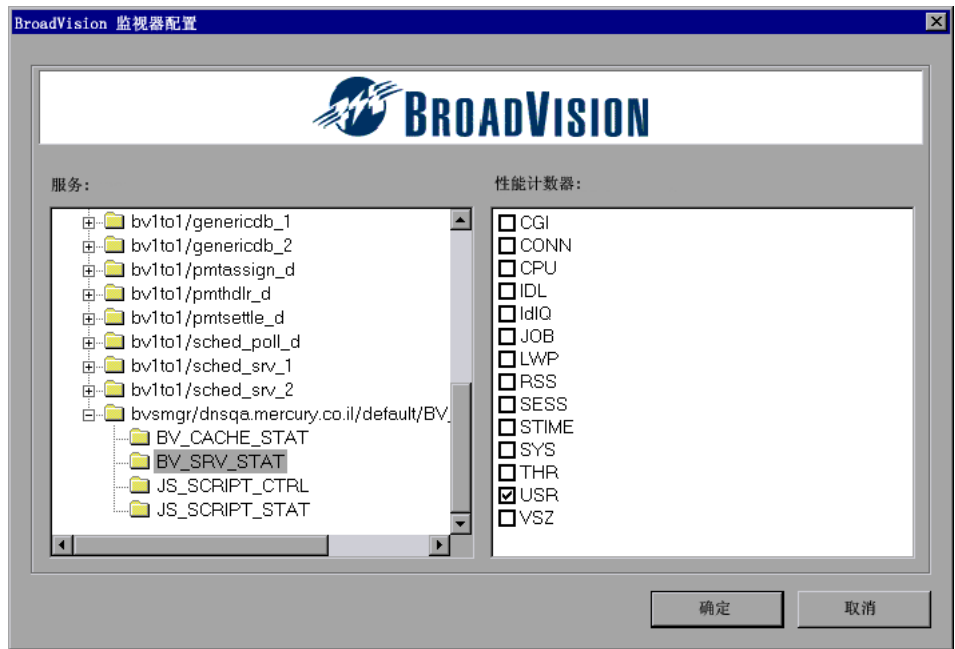 BroadVision 监视器配置
BROADVISION
服务:
bv1to1/genericdb_1
bv1to1/genericdb_2
bv1to1/pmtassign_d
bv1to1/pmthdlr_d
bv1to1/pmtsettle_d
bv1to1/sched_poll_d
bv1to1/sched_srv_1
bv1to1/sched_srv_2
bvsmgr/dnsqa.mercury.co.il/default/BV_
BV_CACHE_STAT
BV_SRV_STAT
JS_SCRIPT_CTRL
JS_SCRIPT_STAT
性能计数器:
CGI
CONN
CPU
IDL
IdlQ
JOB
LWP
RSS
SESS
STIME
SYS
THR
USR
VSZ
确定
取消